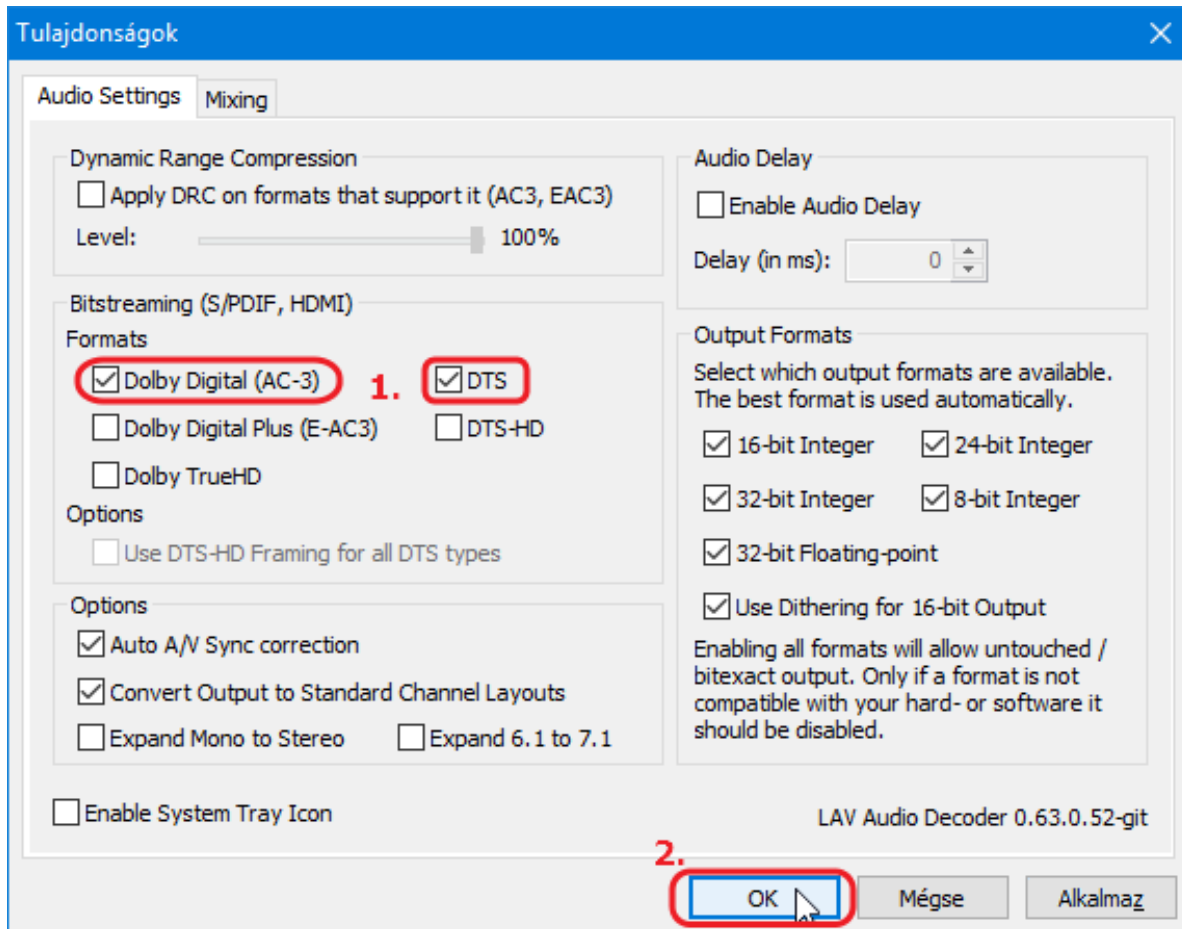 Tulajdonságok
Audio Settings
Mixing
Dynamic Range Compression
Apply DRC on formats that support it (AC3, EAC3)
Level:
100%
Bitstreaming (S/PDIF, HDMI)
Formats
Dolby Digital (AC-3)
1.
DTS
Dolby Digital Plus (E-AC3)
DTS-HD
Dolby TrueHD
Options
Use DTS-HD Framing for all DTS types
Options
Auto A/V Sync correction
Convert Output to Standard Channel Layouts
Expand Mono to Stereo
Expand 6.1 to 7.1
Enable System Tray Icon
Audio Delay
Enable Audio Delay
Delay (in ms):
0
Output Formats
Select which output formats are available.
The best format is used automatically.
16-bit Integer
24-bit Integer
32-bit Integer
8-bit Integer
32-bit Floating-point
Use Dithering for 16-bit Output
Enabling all formats will allow untouched /
bitexact output. Only if a format is not
compatible with your hard- or software it
should be disabled.
LAV Audio Decoder 0.63.0.52-git
2.
OK
Mégse
Alkalmaz